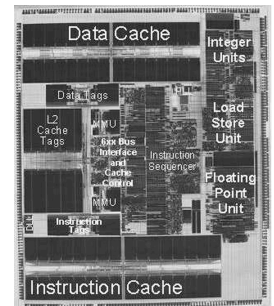 Data Cache
Integer
Units
Data Tags
L2
Cache
Tags
MMU
6xx Bus
Interface
and
Cache
Control
Instruction
Sequencer
Load
Store
Unit
Floating
Point
Unit
MMU
Instruction
Tags
Instruction Cache